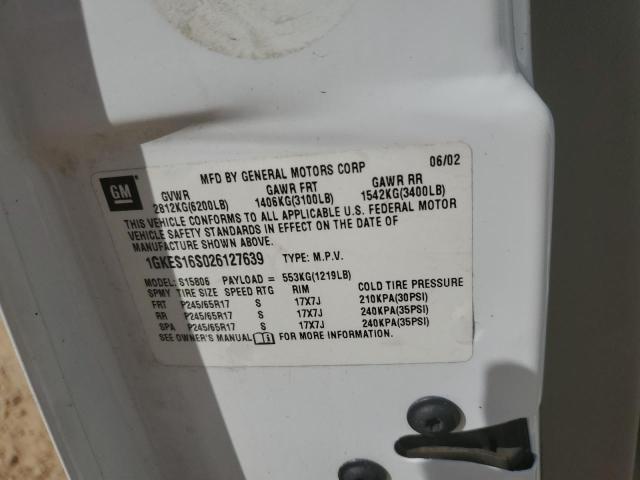 MFD BY GENERAL MOTORS CORP 06/02
GM
GVWR GAWR FRT GAWR RR
2812KG(6200LB) 1406KG(3100LB) 1542KG(3400LB)
THIS VEHICLE CONFORMS TO ALL APPLICABLE U.S. FEDERAL MOTOR
VEHICLE SAFETY STANDARDS IN EFFECT ON THE DATE OF
MANUFACTURE SHOWN ABOVE.
1GKES16S026127639 TYPE: M.P.V.
MODEL: S15806 PAYLOAD = 553KG(1219LB)
SPMY TIRE SIZE SPEED RTG RIM COLD TIRE PRESSURE
FRT P245/65R17 S 17X7J 210KPA(30PSI)
RR P245/65R17 S 17X7J 240KPA(35PSI)
SPA P245/65R17 S 17X7J 240KPA(35PSI)
SEE OWNER'S MANUAL FOR MORE INFORMATION.